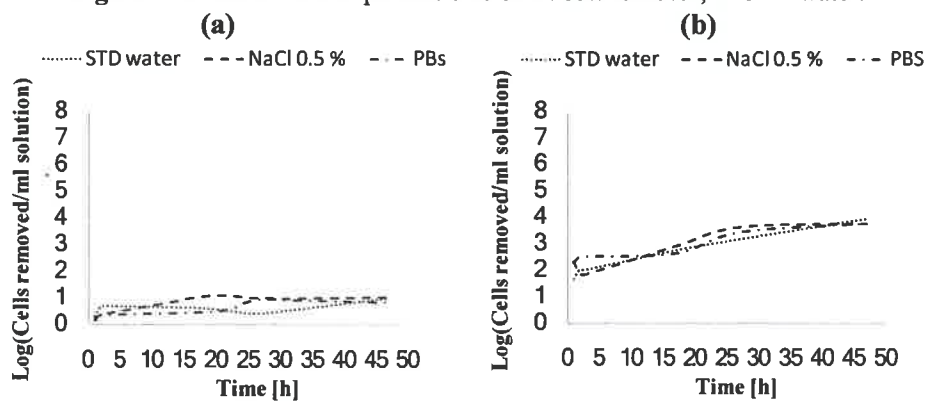 (a)
STD water NaCl 0.5 % PBs
Log(Cells removed/ml solution)
8
7
6
5
4
3
2
1
0
0 5 10 15 20 25 30 35 40 45 50
Time [h]
(b)
STD water NaCl 0.5 % PBS
Log(Cells removed/ml solution)
8
7
6
5
4
3
2
1
0
0 5 10 15 20 25 30 35 40 45 50
Time [h]